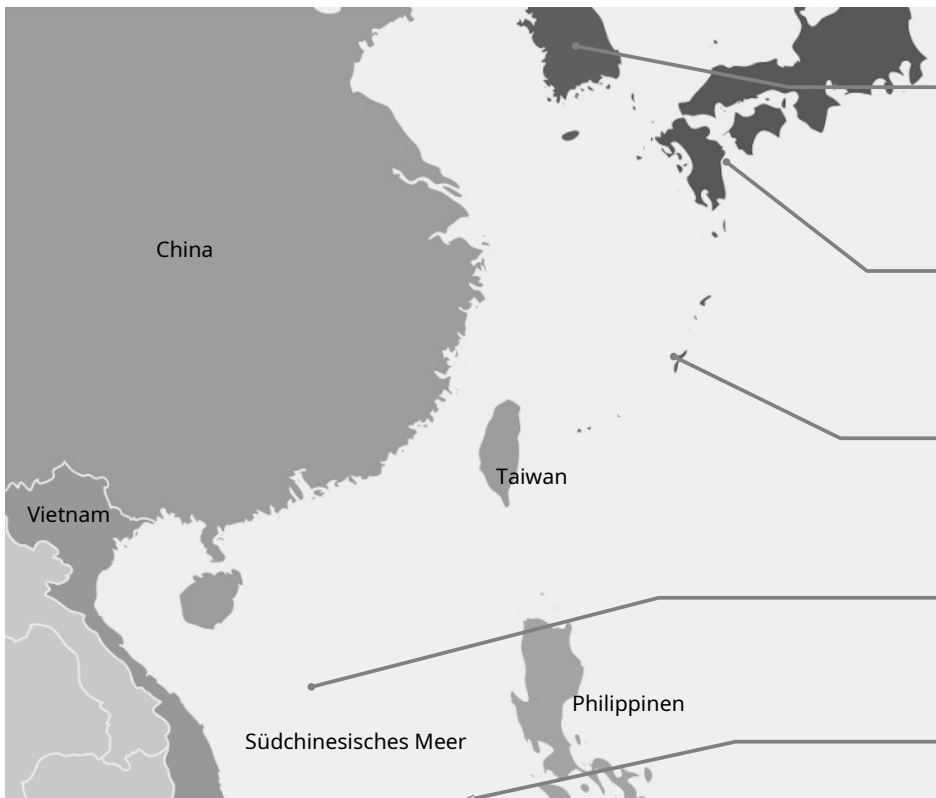 China
Taiwan
Vietnam
Philippinen
Südchinesisches Meer